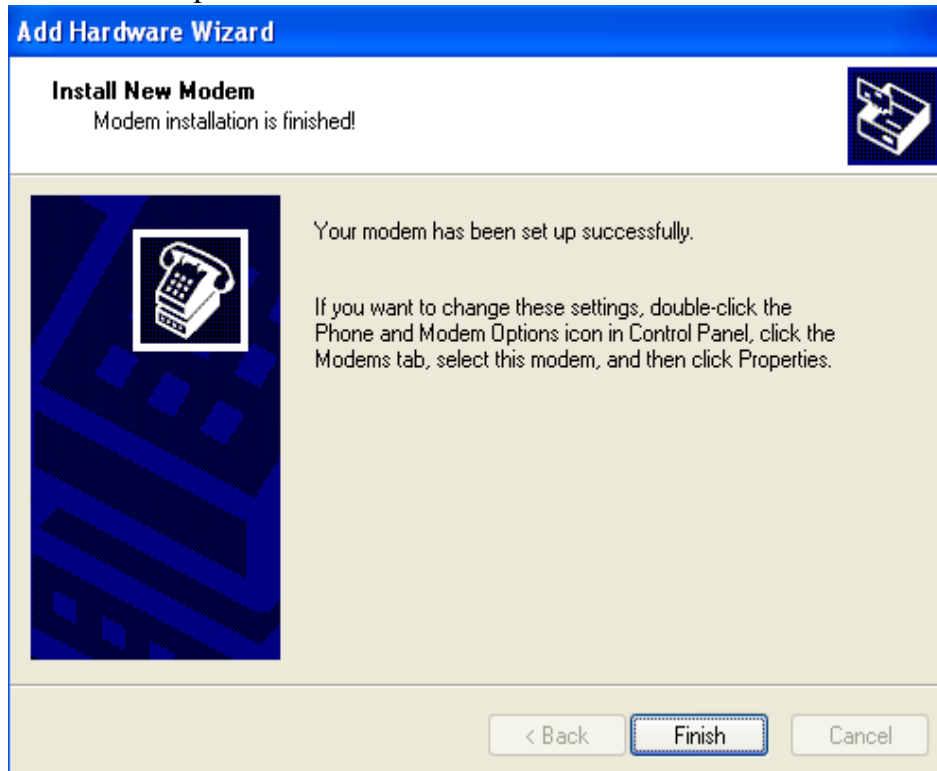 Add Hardware Wizard
Install New Modem
Modem installation is finished!
Your modem has been set up successfully.
If you want to change these settings, double-click the
Phone and Modem Options icon in Control Panel, click the
Modems tab, select this modem, and then click Properties.
< Back
Finish
Cancel